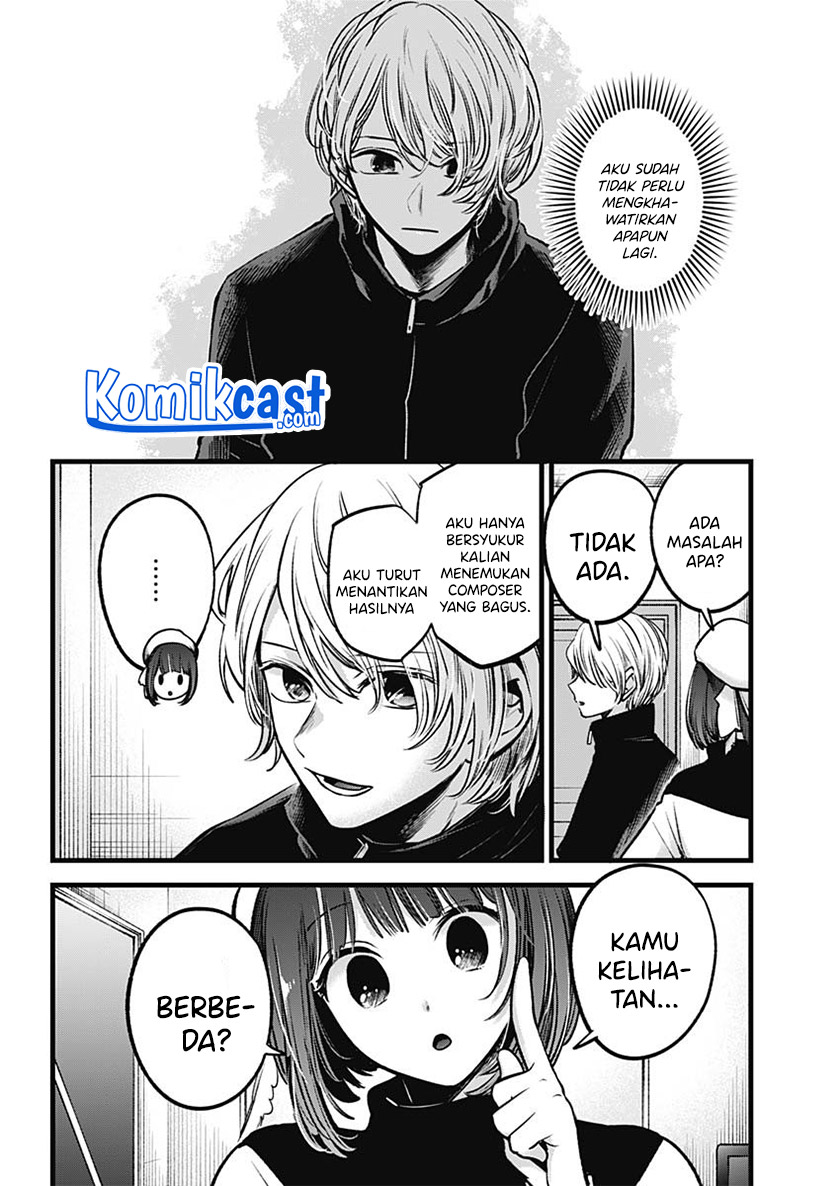 AKU SUDAH
TIDAK PERLU
MENGKHA-
WATIRKAN
APAPUN
LAGI.
Komikcast
.com
ADA
MASALAH
APA?
TIDAK
ADA.
AKU HANYA
BERSYUKUR
KALIAN
MENEMUKAN
COMPOSER
YANG BAGUS.
AKU TURUT
MENANTIKAN
HASILNYA
......
KAMU
KELIHA-
TAN...
BERBE-
DA?